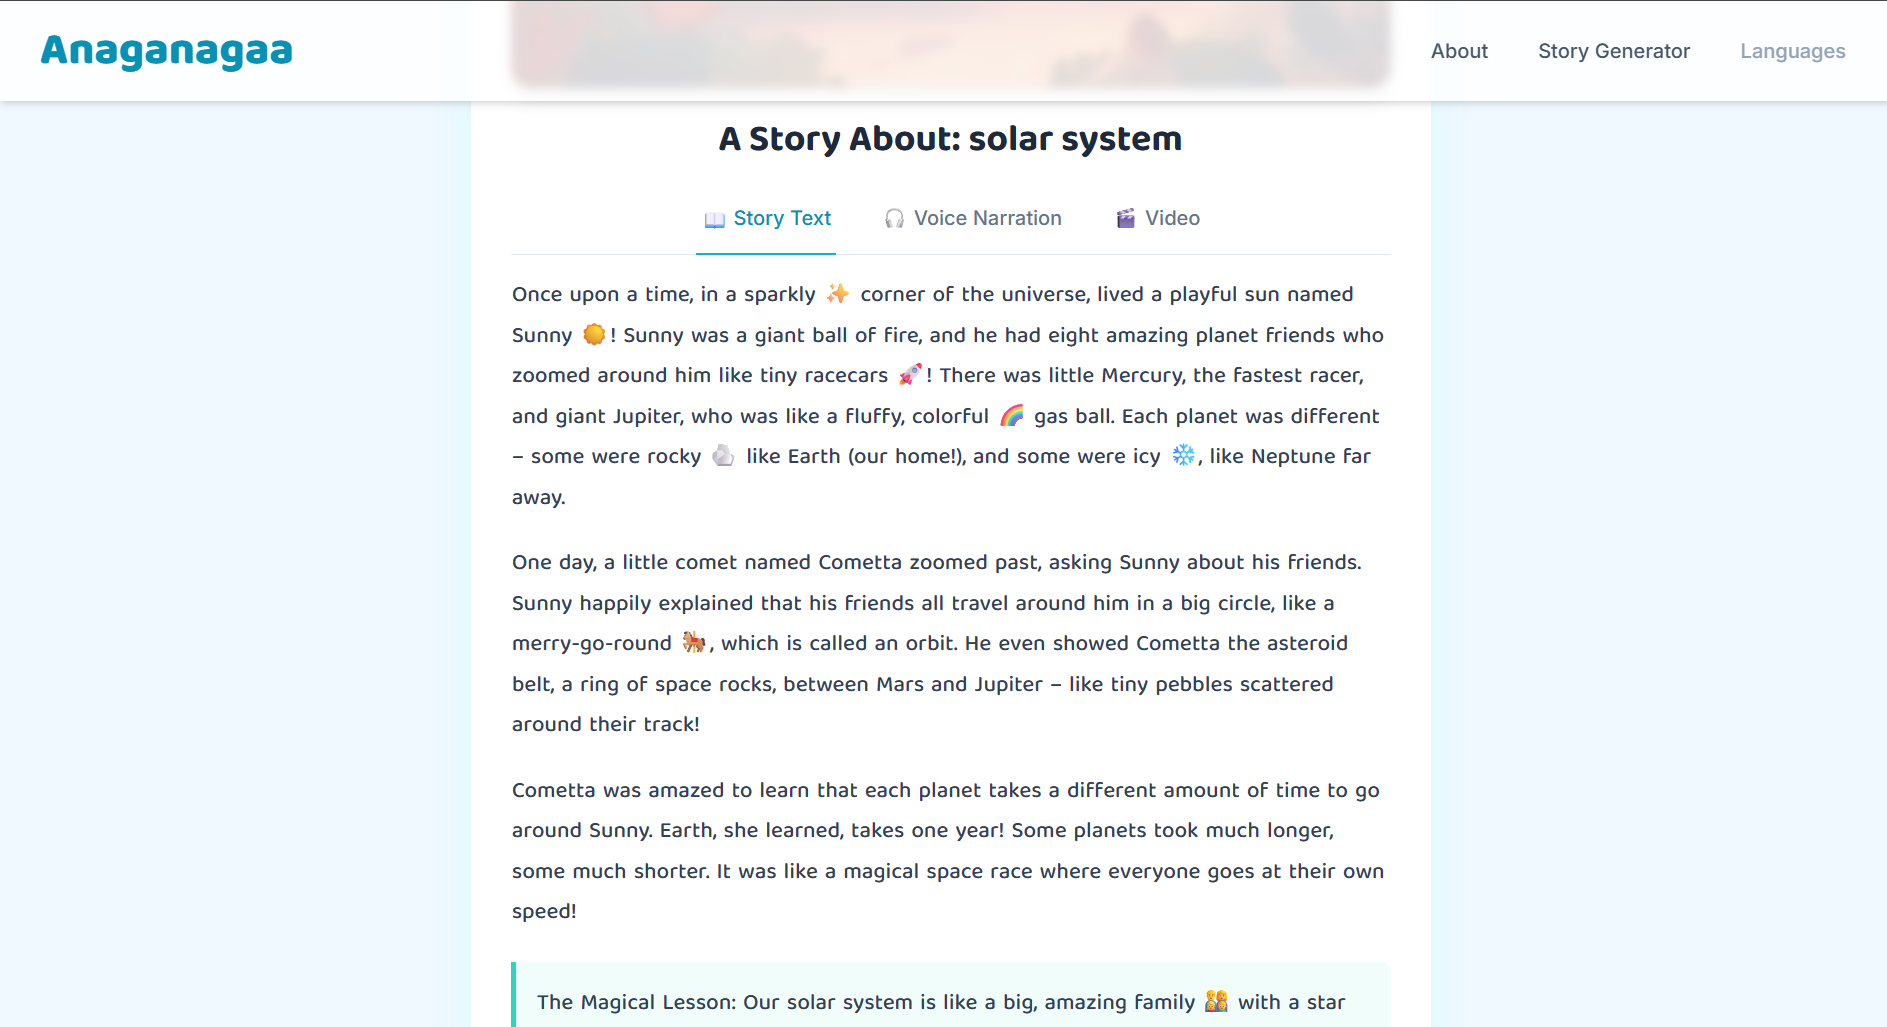 Anaganagaa
About
Story Generator
Languages
A Story About: solar system
📖 Story Text
🎧 Voice Narration
🎬 Video
Once upon a time, in a sparkly ✨ corner of the universe, lived a playful sun named
Sunny ☀️! Sunny was a giant ball of fire, and he had eight amazing planet friends who
zoomed around him like tiny racecars 🚀! There was little Mercury, the fastest racer,
and giant Jupiter, who was like a fluffy, colorful 🌈 gas ball. Each planet was different
– some were rocky 🪨 like Earth (our home!), and some were icy ❄️, like Neptune far
away.
One day, a little comet named Cometta zoomed past, asking Sunny about his friends.
Sunny happily explained that his friends all travel around him in a big circle, like a
merry-go-round 🎠, which is called an orbit. He even showed Cometta the asteroid
belt, a ring of space rocks, between Mars and Jupiter – like tiny pebbles scattered
around their track!
Cometta was amazed to learn that each planet takes a different amount of time to go
around Sunny. Earth, she learned, takes one year! Some planets took much longer,
some much shorter. It was like a magical space race where everyone goes at their own
speed!
The Magical Lesson: Our solar system is like a big, amazing family 👨‍👩‍👧‍👦 with a star